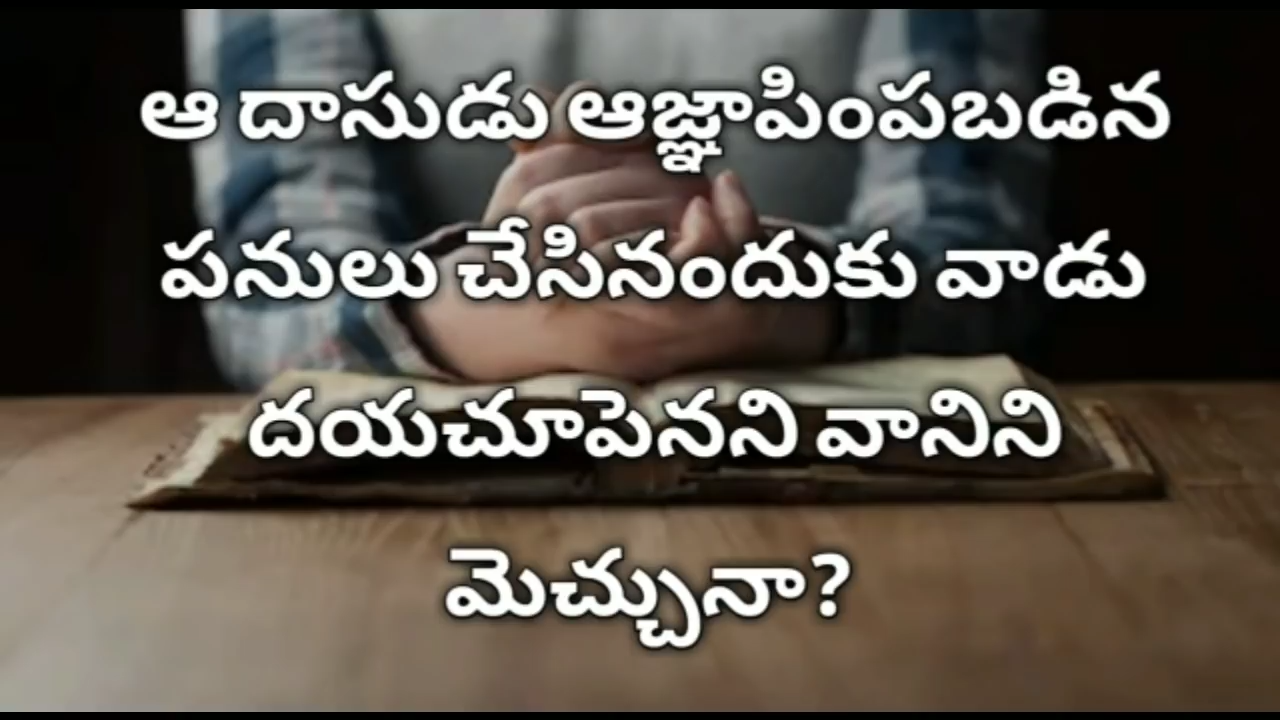 ఆ దాసుడు ఆజ్ఞాపింపబడిన
పనులు చేసినందుకు వాడు
దయచూపెనని వానిని
మెచ్చునా?